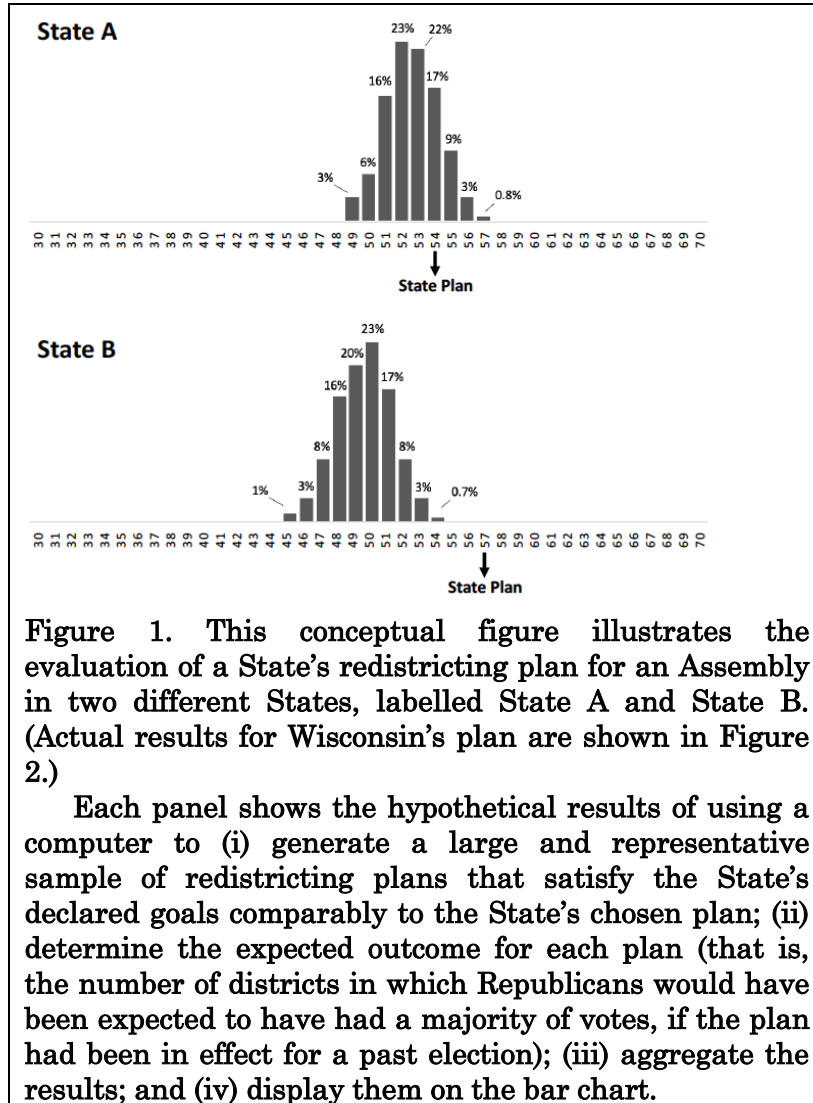 State A
23%
22%
16%
17%
9%
6%
3%
3%
0.8%
30 31 32 33 34 35 36 37 38 39 40 41 42 43 44 45 46 47 48 49 50 51 52 53 54 55 56 57 58 59 60 61 62 63 64 65 66 67 68 69 70
State Plan
State B
23%
20%
17%
16%
8%
8%
1%
3%
3%
0.7%
30 31 32 33 34 35 36 37 38 39 40 41 42 43 44 45 46 47 48 49 50 51 52 53 54 55 56 57 58 59 60 61 62 63 64 65 66 67 68 69 70
State Plan
Figure 1. This conceptual figure illustrates the
evaluation of a State's redistricting plan for an Assembly
in two different States, labelled State A and State B.
(Actual results for Wisconsin's plan are shown in Figure
2.)
Each panel shows the hypothetical results of using a
computer to (i) generate a large and representative
sample of redistricting plans that satisfy the State's
declared goals comparably to the State's chosen plan; (ii)
determine the expected outcome for each plan (that is,
the number of districts in which Republicans would have
been expected to have had a majority of votes, if the plan
had been in effect for a past election); (iii) aggregate the
results; and (iv) display them on the bar chart.